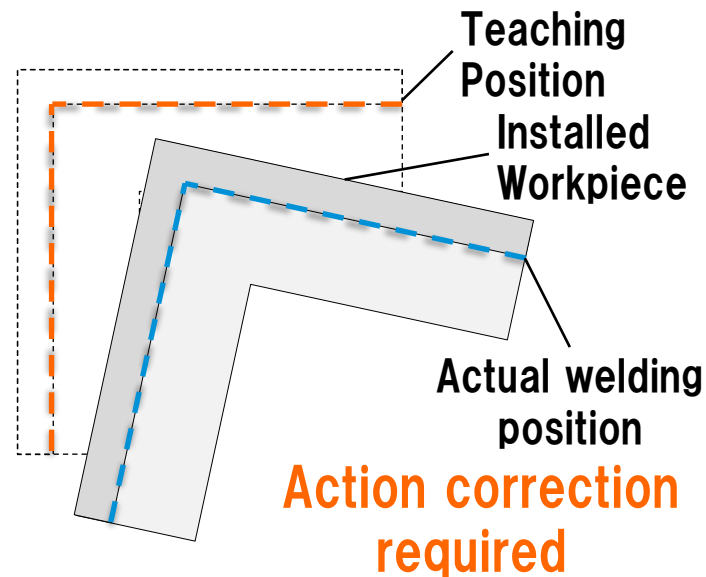 Teaching
Position
Installed
Workpiece
Actual welding
position
Action correction
required